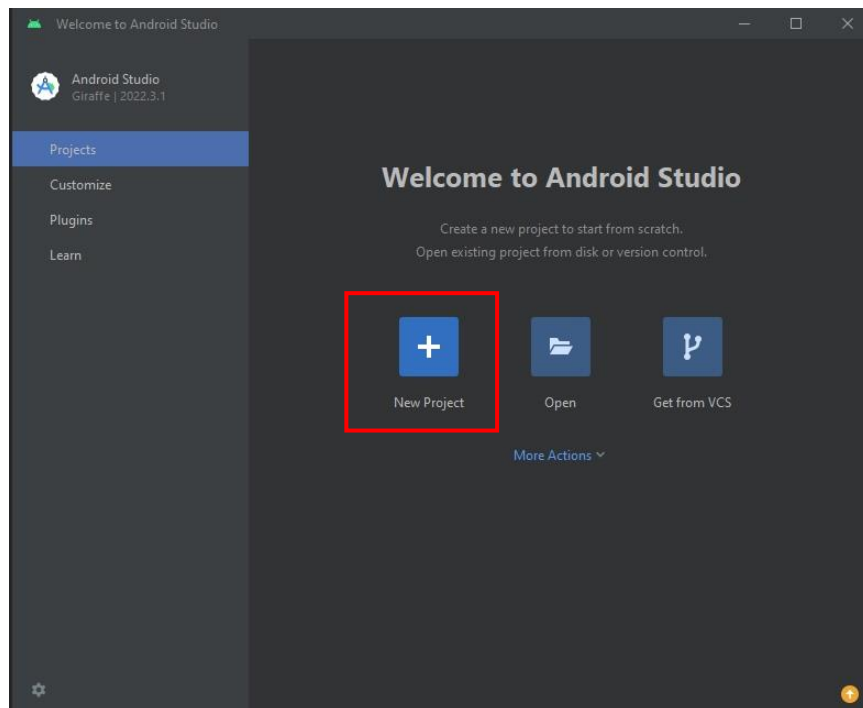 Welcome to Android Studio
Android Studio
Giraffe | 2022.3.1
Projects
Customize
Plugins
Learn
Welcome to Android Studio
Create a new project to start from scratch.
Open existing project from disk or version control.
New Project
Open
Get from VCS
More Actions